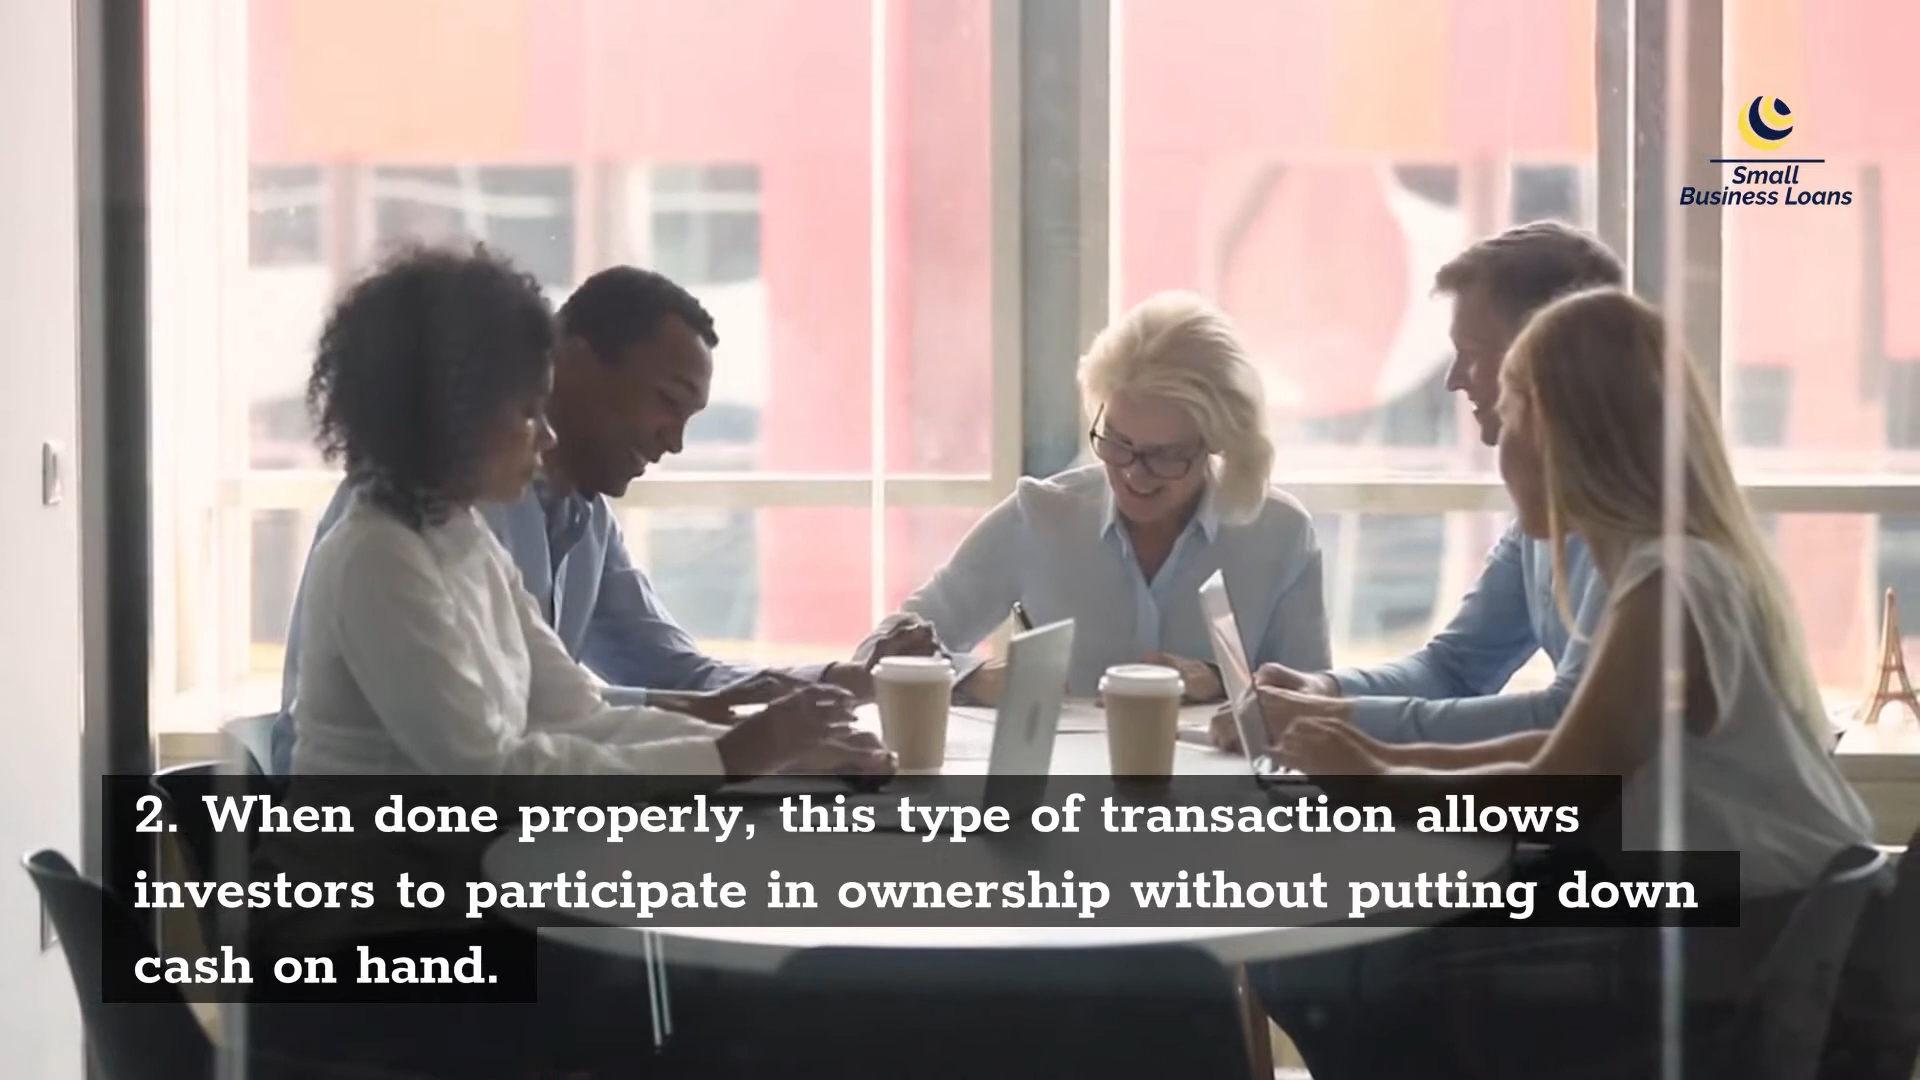 Small
Business Loans
2. When done properly, this type of transaction allows
investors to participate in ownership without putting down
cash on hand.